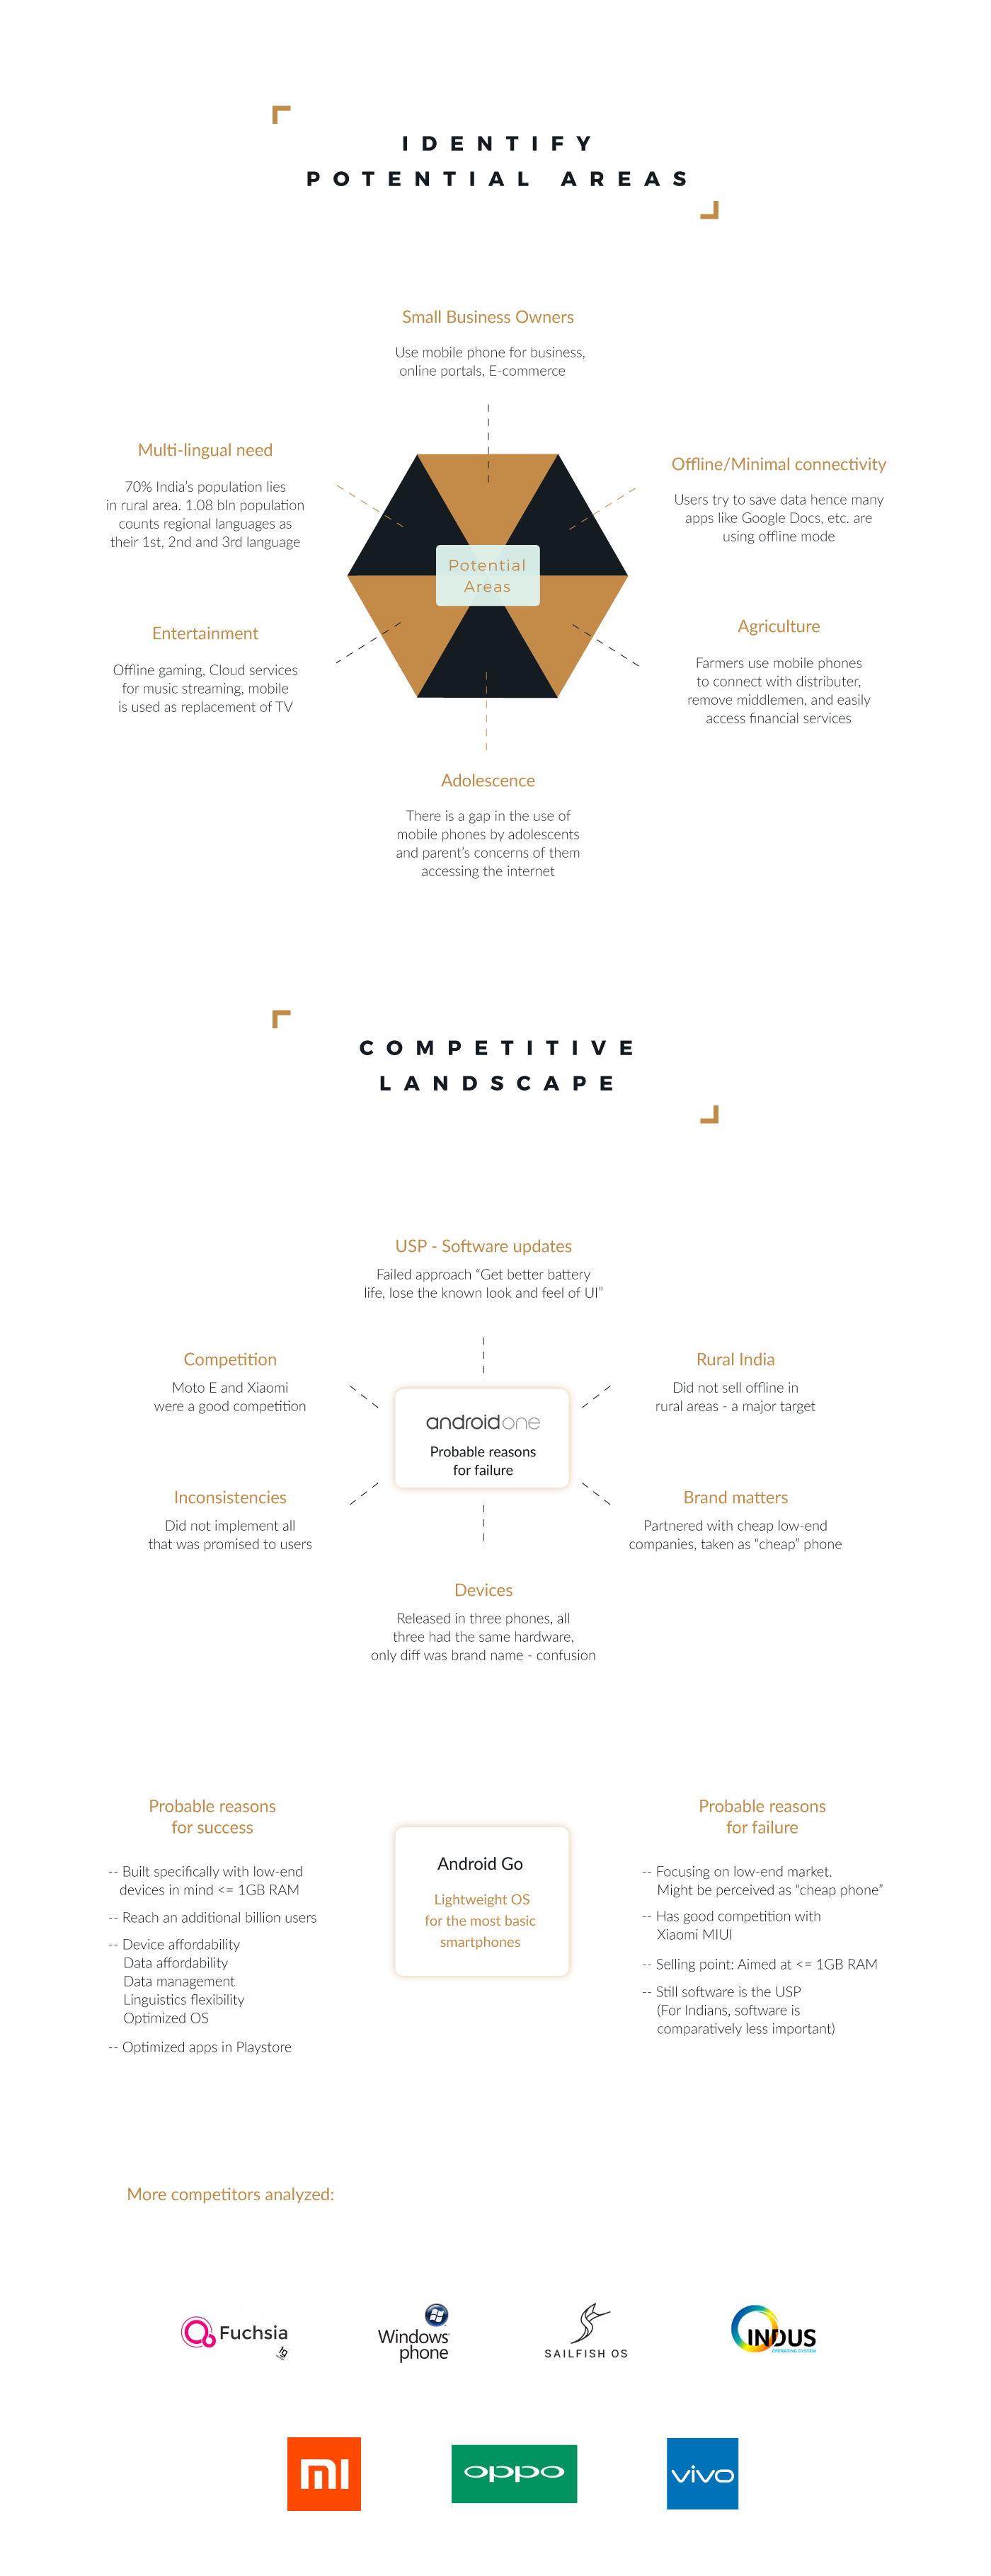 IDENTIFY
POTENTIAL AREAS
Small Business Owners
Use mobile phone for business,
online portals, E-commerce
Multi-lingual need
70% India's population lies
in rural area. 1.08 bln population
counts regional languages as
their 1st, 2nd and 3rd language
Offline/Minimal connectivity
Users try to save data hence many
apps like Google Docs, etc. are
using offline mode
Potential
Areas
Entertainment
Offline gaming, Cloud services
for music streaming, mobile
is used as replacement of TV
Agriculture
Farmers use mobile phones
to connect with distributer,
remove middlemen, and easily
access financial services
Adolescence
There is a gap in the use of
mobile phones by adolescents
and parent's concerns of them
accessing the internet
COMPETITIVE
LANDSCAPE
USP - Software updates
Failed approach “Get better battery
life, lose the known look and feel of UI”
Competition
Moto E and Xiaomi
were a good competition
Rural India
Did not sell offline in
rural areas - a major target
androidone
Probable reasons
for failure
Inconsistencies
Did not implement all
that was promised to users
Brand matters
Partnered with cheap low-end
companies, taken as “cheap” phone
Devices
Released in three phones, all
three had the same hardware,
only diff was brand name - confusion
Probable reasons
for success
-- Built specifically with low-end
devices in mind <= 1GB RAM
-- Reach an additional billion users
-- Device affordability
Data affordability
Data management
Linguistics flexibility
Optimized OS
-- Optimized apps in Playstore
Android Go
Lightweight OS
for the most basic
smartphones
Probable reasons
for failure
-- Focusing on low-end market.
Might be perceived as “cheap phone”
-- Has good competition with
Xiaomi MIUI
-- Selling point: Aimed at <= 1GB RAM
-- Still software is the USP
(For Indians, software is
comparatively less important)
More competitors analyzed:
Fuchsia
Windows
phone
SAILFISH OS
INDUS
OPERATING SYSTEM
mi
oppo
vivo